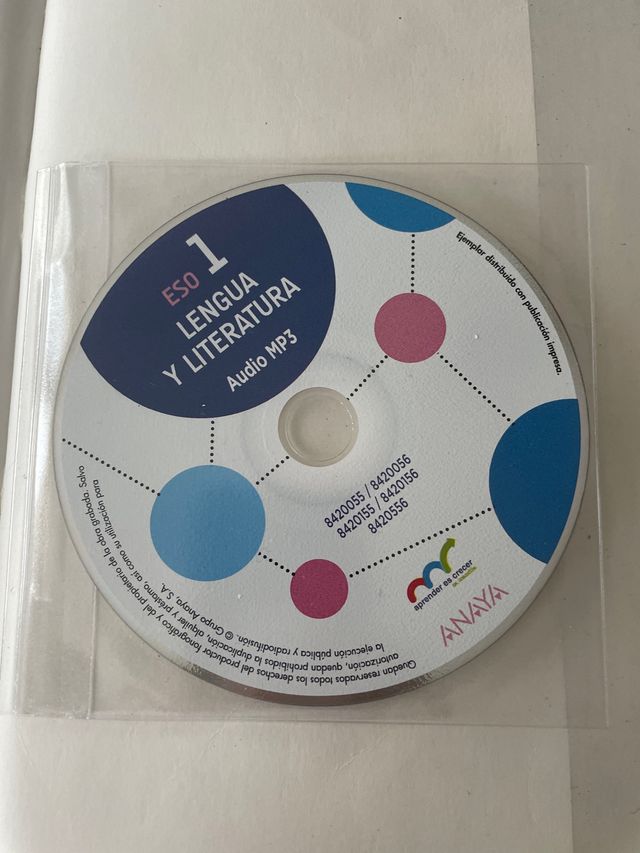 ESO 1
LENGUA
Y LITERATURA
Audio MP3
Ejemplar distribuido con publicación impresa.
8420055 / 8420056
8420155 / 8420156
8420556
aprender es crecer
ANAYA
Quedan reservados todos los derechos del productor fonográfico y del propietario de la obra grabada. Salvo
autorización, quedan prohibidos la duplicación, alquiler y préstamo, así como su utilización para
la ejecución pública y radiodifusión. © Grupo Anaya, S.A.